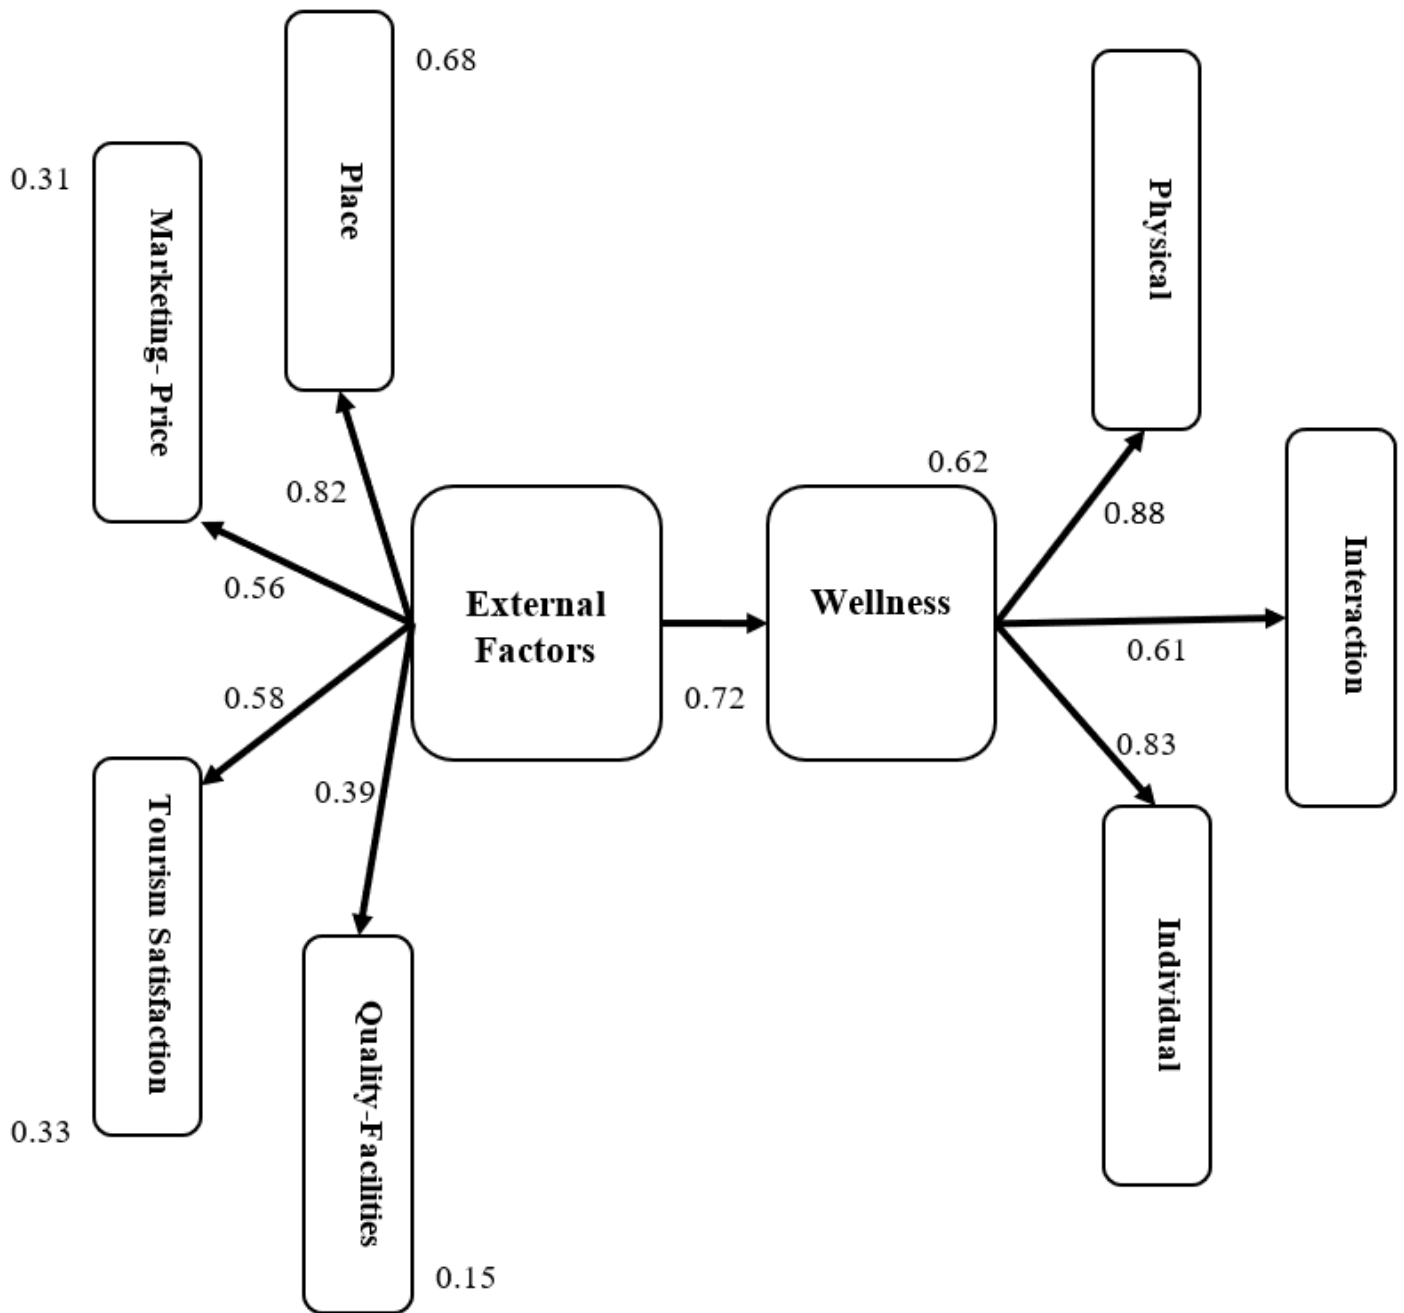 0.68
Place
0.31
Marketing- Price
Physical
0.82
0.62
0.88
0.56
External
Factors
Wellness
Interaction
0.61
0.58
0.72
0.83
0.39
Tourism Satisfaction
Individual
Quality-Facilities
0.33
0.15